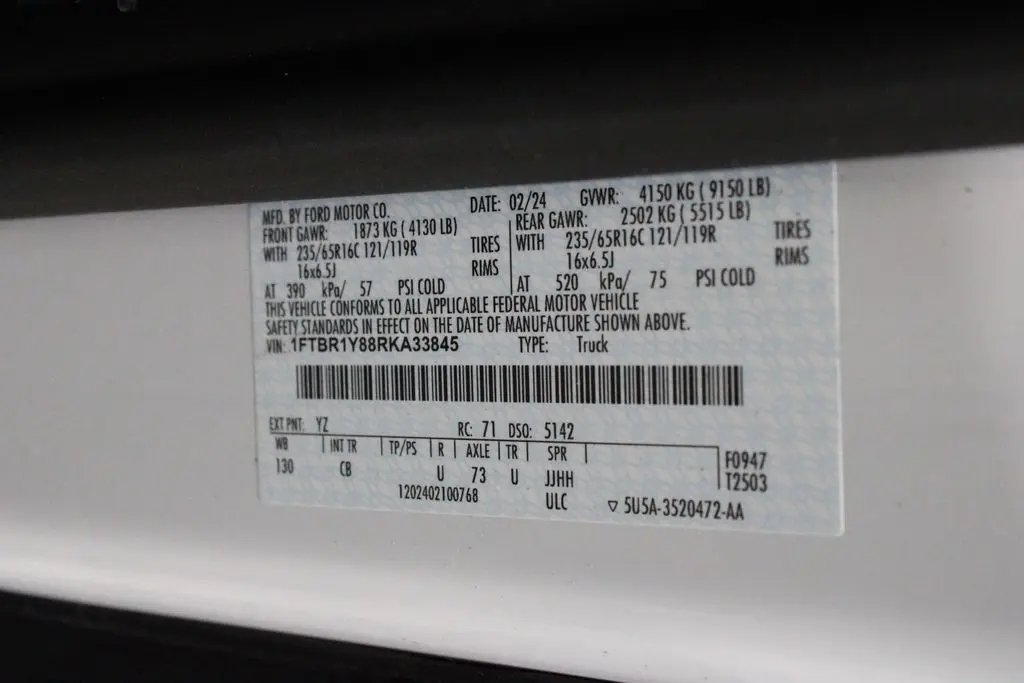 MFD. BY FORD MOTOR CO. DATE: 02/24 GVWR: 4150 KG ( 9150 LB)
FRONT GAWR: 1873 KG ( 4130 LB) REAR GAWR: 2502 KG ( 5515 LB)
WITH 235/65R16C 121/119R TIRES WITH 235/65R16C 121/119R TIRES
16x6.5J RIMS 16x6.5J RIMS
AT 390 kPa/ 57 PSI COLD AT 520 kPa/ 75 PSI COLD
THIS VEHICLE CONFORMS TO ALL APPLICABLE FEDERAL MOTOR VEHICLE
SAFETY STANDARDS IN EFFECT ON THE DATE OF MANUFACTURE SHOWN ABOVE.
VIN: 1FTBR1Y88RKA33845 TYPE: Truck
EXT PNT: YZ RC: 71 DSO: 5142
WB INT TR TP/PS R AXLE TR SPR F0947
130 CB U 73 U JJHH T2503
1202402100768 ULC ▽ 5U5A-3520472-AA